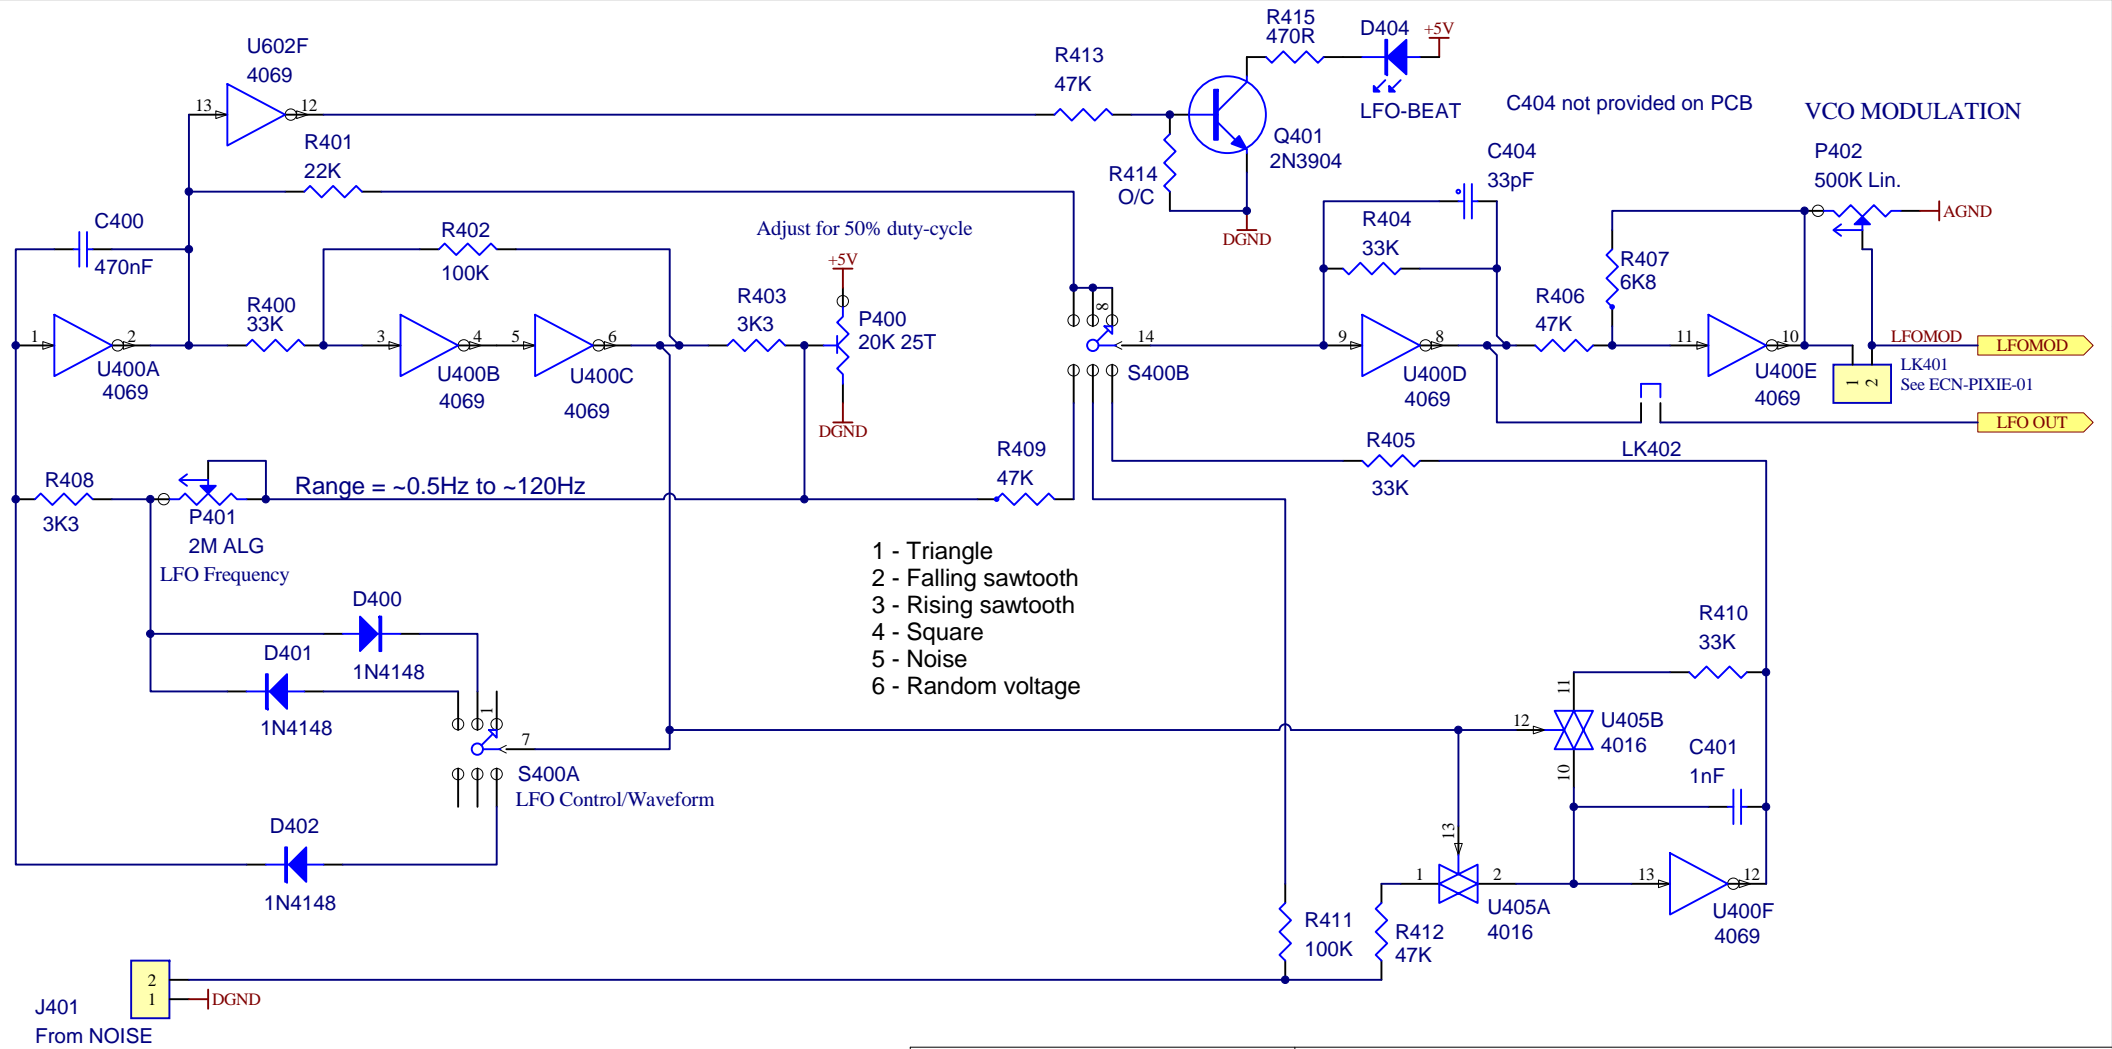 U602F
4069
13
12
R401
22K
R413
47K
R415
470R
D404
+5V
LFO-BEAT
Q401
2N3904
R414
O/C
DGND
C404 not provided on PCB
VCO MODULATION
C404
33pF
P402
500K Lin.
AGND
C400
470nF
R402
100K
Adjust for 50% duty-cycle
+5V
R404
33K
R407
6K8
R400
33K
R403
3K3
P400
20K 25T
DGND
8
14
S400B
R406
47K
1
2
U400A
4069
3
4
U400B
4069
5
6
U400C
4069
9
8
U400D
4069
11
10
U400E
4069
LFOMOD
LFOMOD
1
2
LK401
See ECN-PIXIE-01
LFO OUT
LK402
R405
33K
R409
47K
R408
3K3
P401
2M ALG
LFO Frequency
Range = ~0.5Hz to ~120Hz
1 - Triangle
2 - Falling sawtooth
3 - Rising sawtooth
4 - Square
5 - Noise
6 - Random voltage
D400
1N4148
D401
1N4148
1
7
S400A
LFO Control/Waveform
D402
1N4148
R410
33K
11
12
10
U405B
4016
C401
1nF
13
1
2
U405A
4016
13
12
U400F
4069
R411
100K
R412
47K
2
1
DGND
J401
From NOISE